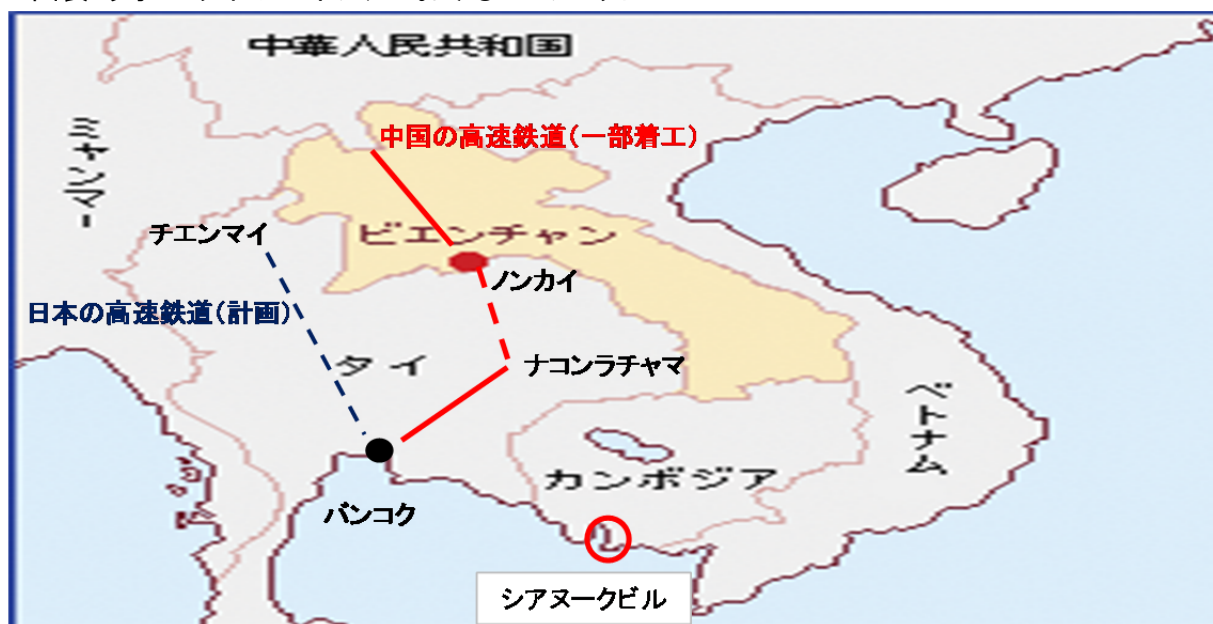 中華人民共和国
ミャンマー
中国の高速鉄道(一部着工)
チエンマイ
ビエンチャン
ノンカイ
日本の高速鉄道(計画)
タイ
ナコンラチャマ
ベトナム
カンボジア
バンコク
シアヌークビル